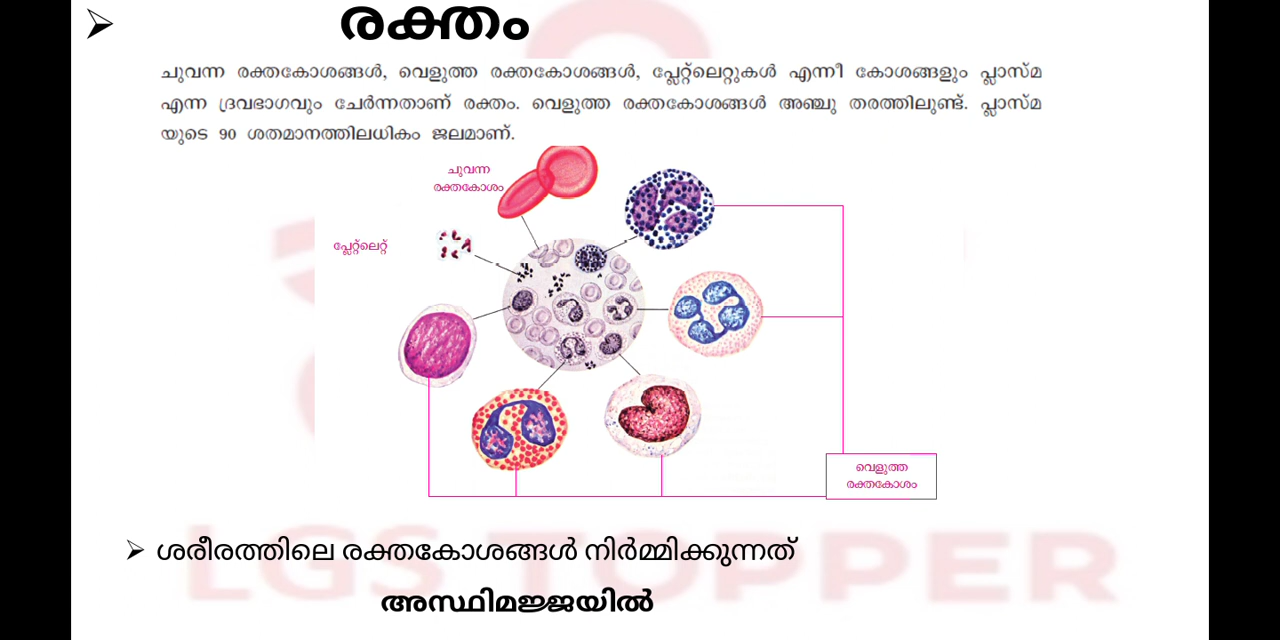 രക്തം
ചുവന്ന രക്തകോശങ്ങൾ, വെളുത്ത രക്തകോശങ്ങൾ, പ്ലേറ്റ്ലെറ്റുകൾ എന്നീ കോശങ്ങളും പ്ലാസ്മ
എന്ന ദ്രവഭാഗവും ചേർന്നതാണ് രക്തം. വെളുത്ത രക്തകോശങ്ങൾ അഞ്ചു തരത്തിലുണ്ട്. പ്ലാസ്മ
യുടെ 90 ശതമാനത്തിലധികം ജലമാണ്.
ചുവന്ന
രക്തകോശം
പ്ലേറ്റ്ലെറ്റ്
വെളുത്ത
രക്തകോശം
ശരീരത്തിലെ രക്തകോശങ്ങൾ നിർമ്മിക്കുന്നത്
അസ്ഥിമജ്ജയിൽ
LGS TOPPER